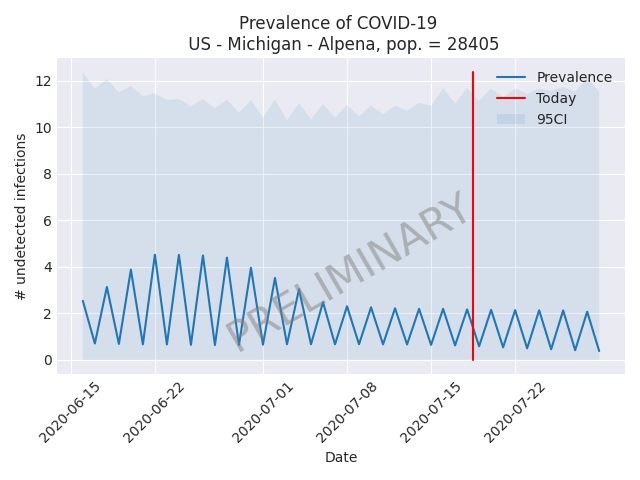 Prevalence of COVID-19
US - Michigan - Alpena, pop. = 28405
Prevalence
Today
95CI
12
10
8
6
4
2
0
# undetected infections
PRELIMINARY
2020-06-15
2020-06-22
2020-07-01
2020-07-08
2020-07-15
2020-07-22
Date